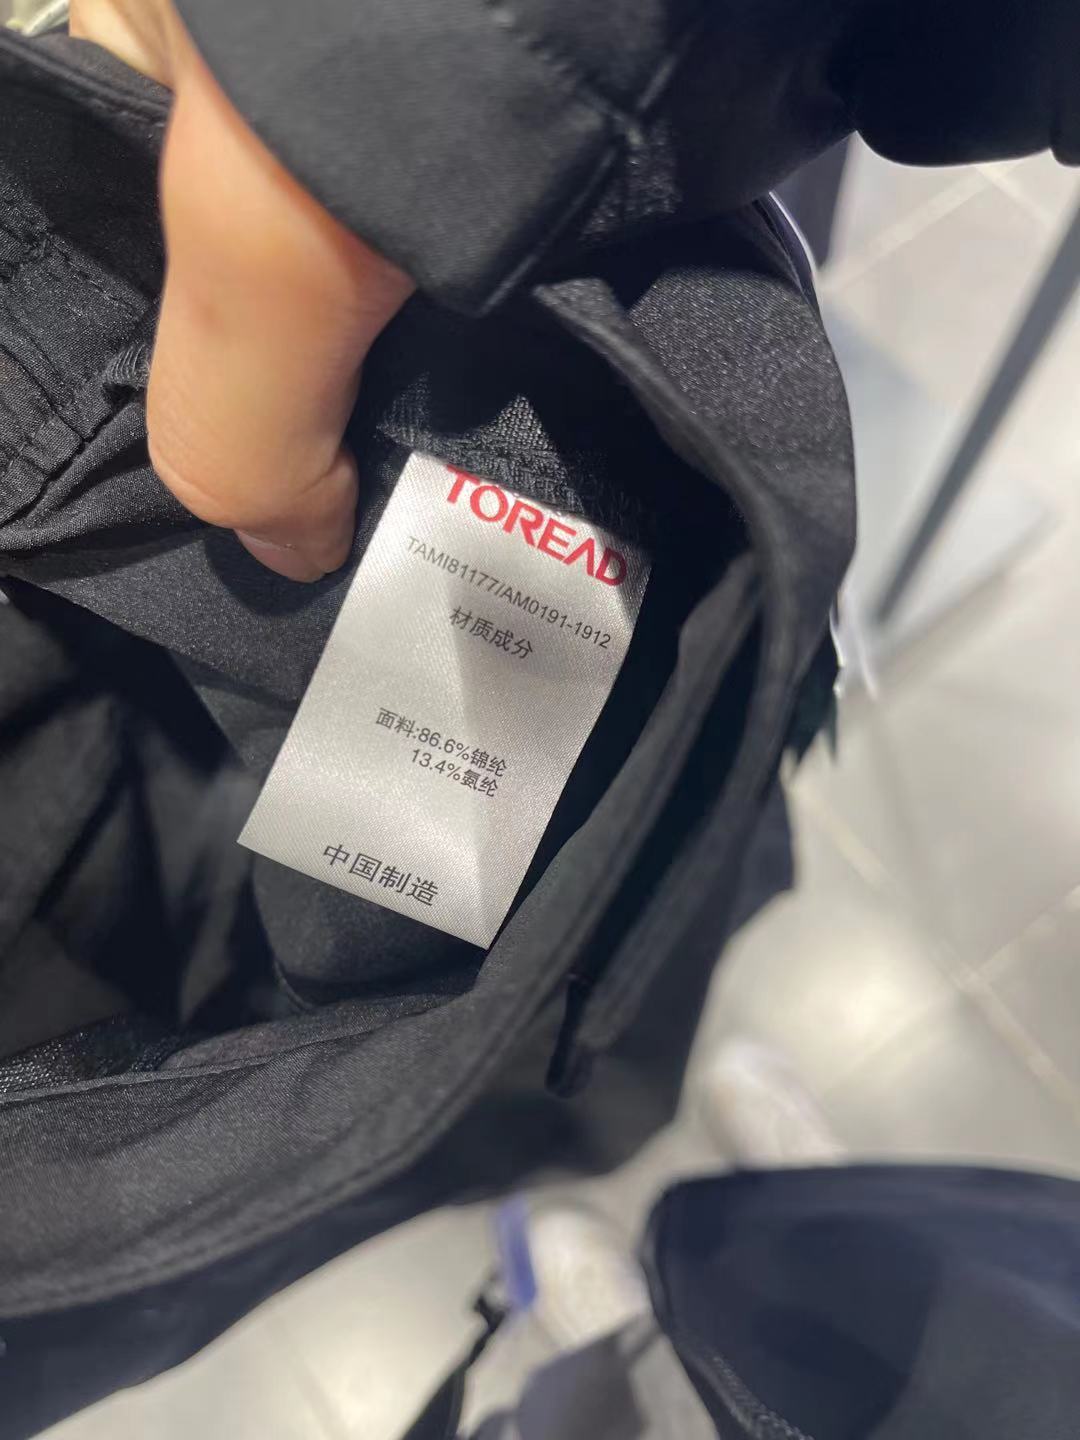 TOREAD
TAMI81177/AM0191-1912
材质成分
面料:86.6%锦纶
13.4%氨纶
中国制造